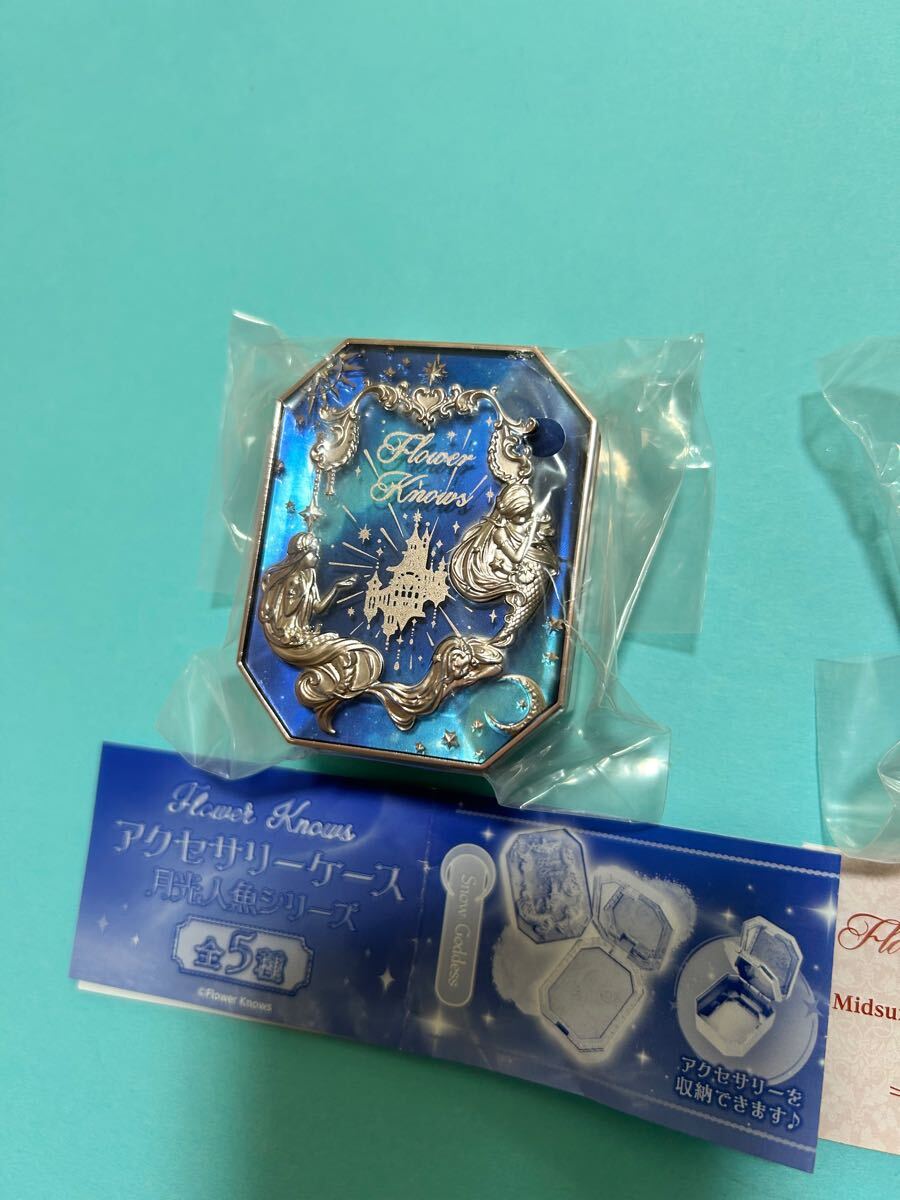 Flower
Knows
Flower Knows
アクセサリーケース
月光人魚シリーズ
全5種
©Flower Knows
Snow Goddess
アクセサリーを
収納できます♪